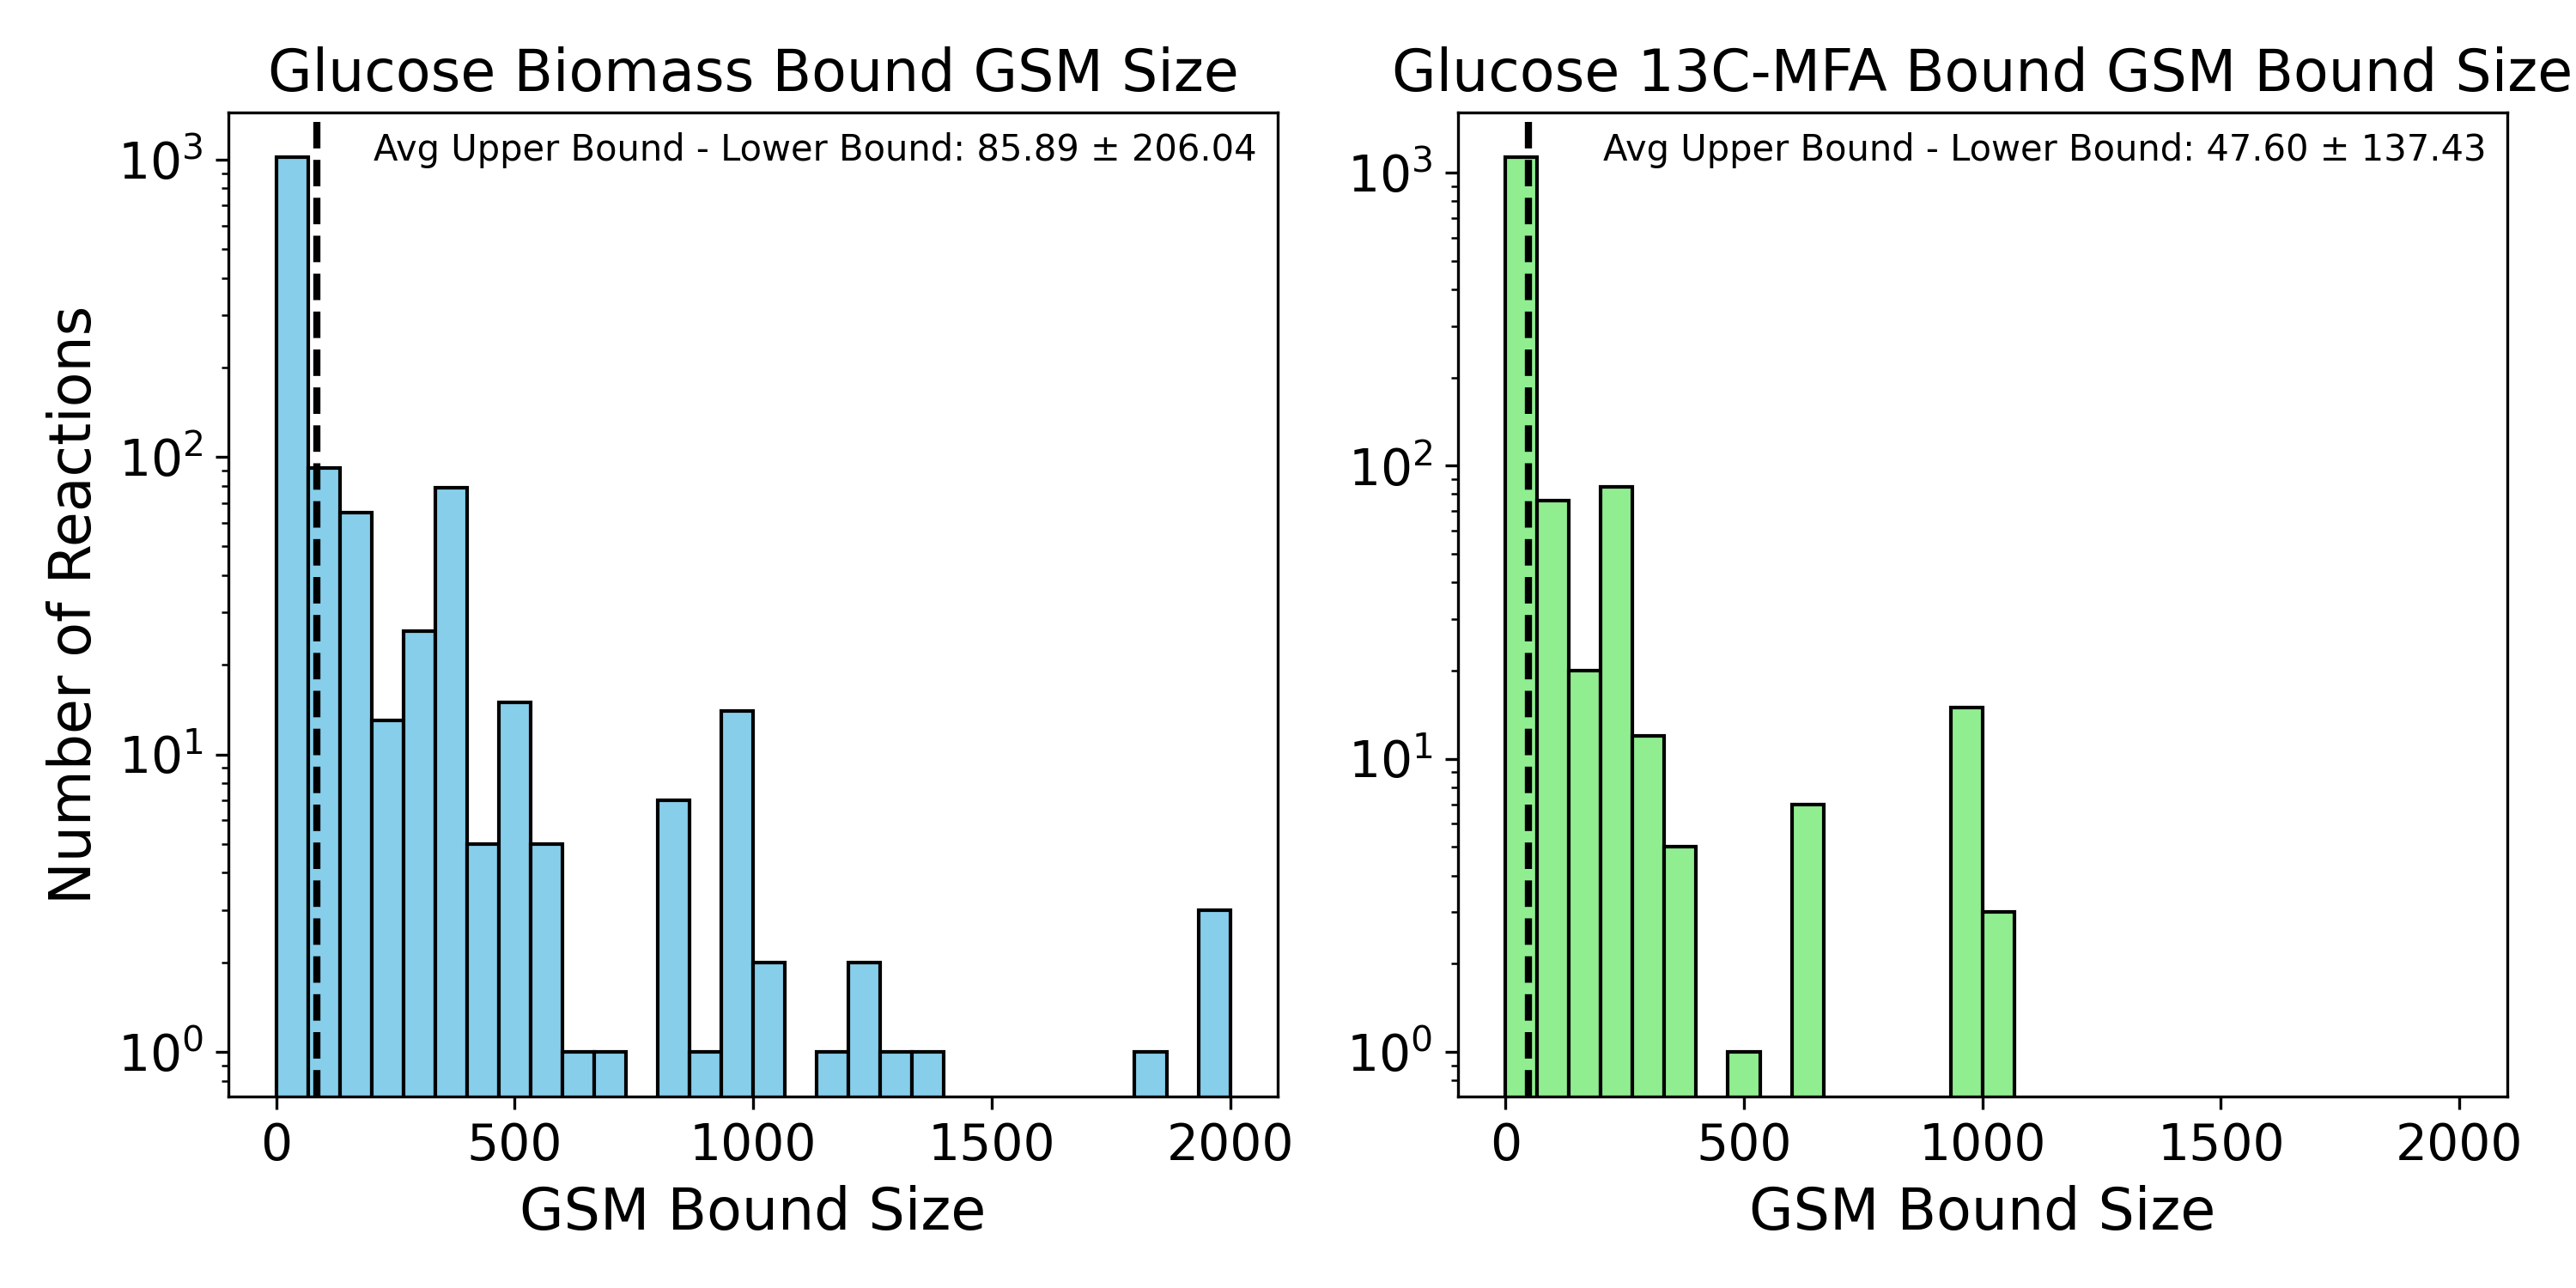 Glucose Biomass Bound GSM Size
Avg Upper Bound - Lower Bound: 85.89 ± 206.04
Number of Reactions
10³
10²
10¹
10⁰
0 500 1000 1500 2000
GSM Bound Size
Glucose 13C-MFA Bound GSM Bound Size
Avg Upper Bound - Lower Bound: 47.60 ± 137.43
10³
10²
10¹
10⁰
0 500 1000 1500 2000
GSM Bound Size